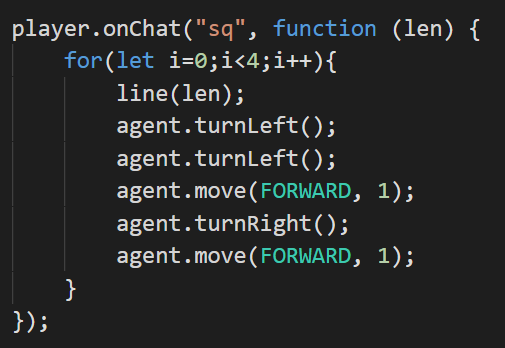 player.onChat("sq", function (len) {
    for(let i=0;i<4;i++){
        line(len);
        agent.turnLeft();
        agent.turnLeft();
        agent.move(FORWARD, 1);
        agent.turnRight();
        agent.move(FORWARD, 1);
    }
});